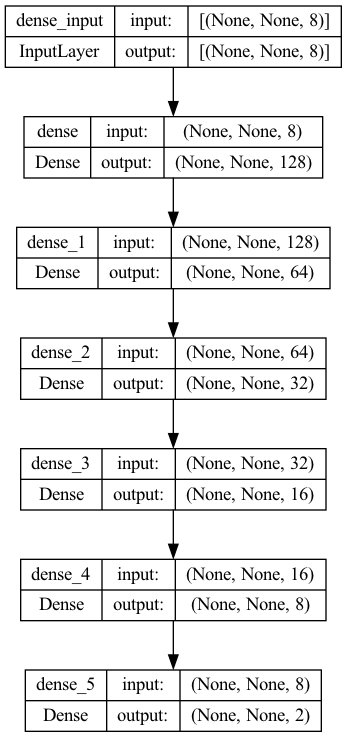 dense_input input: [(None, None, 8)]
InputLayer output: [(None, None, 8)]
dense input: (None, None, 8)
Dense output: (None, None, 128)
dense_1 input: (None, None, 128)
Dense output: (None, None, 64)
dense_2 input: (None, None, 64)
Dense output: (None, None, 32)
dense_3 input: (None, None, 32)
Dense output: (None, None, 16)
dense_4 input: (None, None, 16)
Dense output: (None, None, 8)
dense_5 input: (None, None, 8)
Dense output: (None, None, 2)